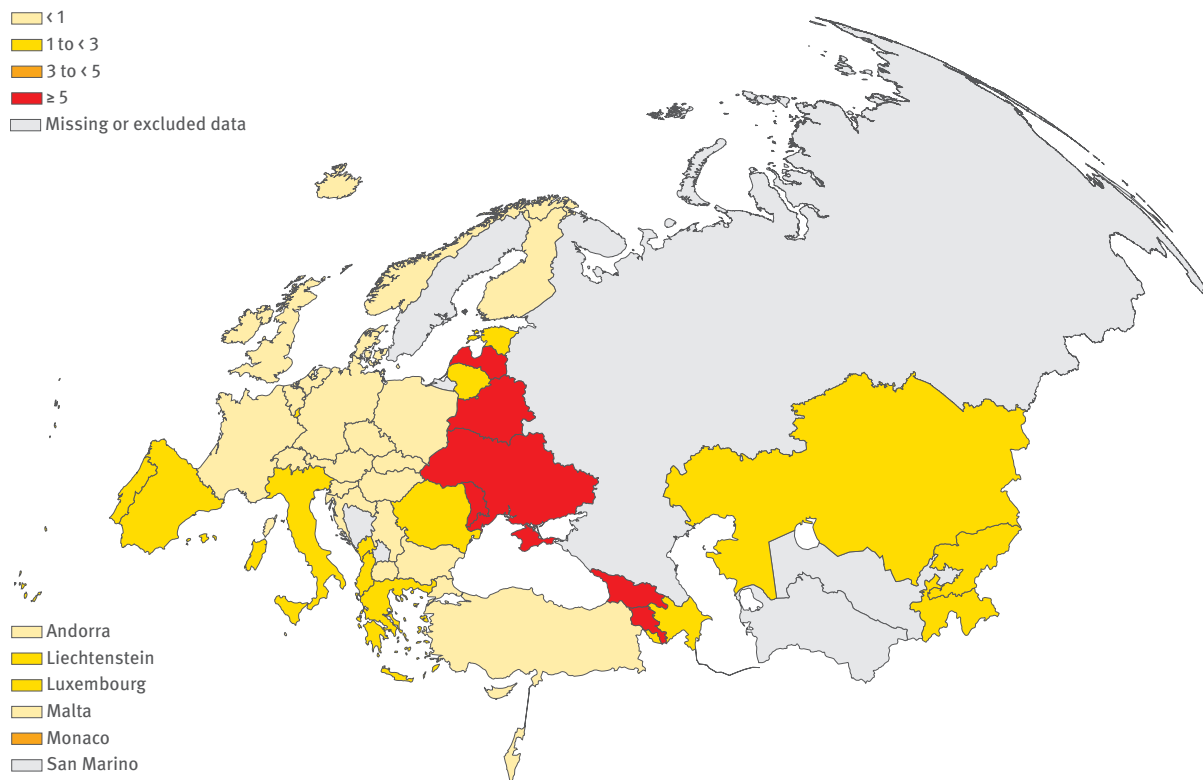 < 1
1 to < 3
3 to < 5
≥ 5
Missing or excluded data
Andorra
Liechtenstein
Luxembourg
Malta
Monaco
San Marino